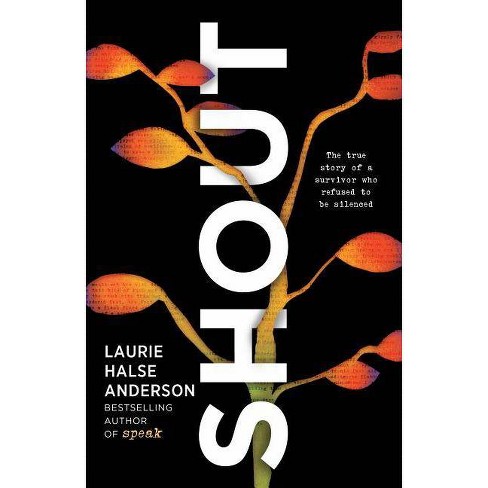 SHOUT
The true
story of a
survivor who
refused to
be silenced
LAURIE
HALSE
ANDERSON
BESTSELLING
AUTHOR
OF speak